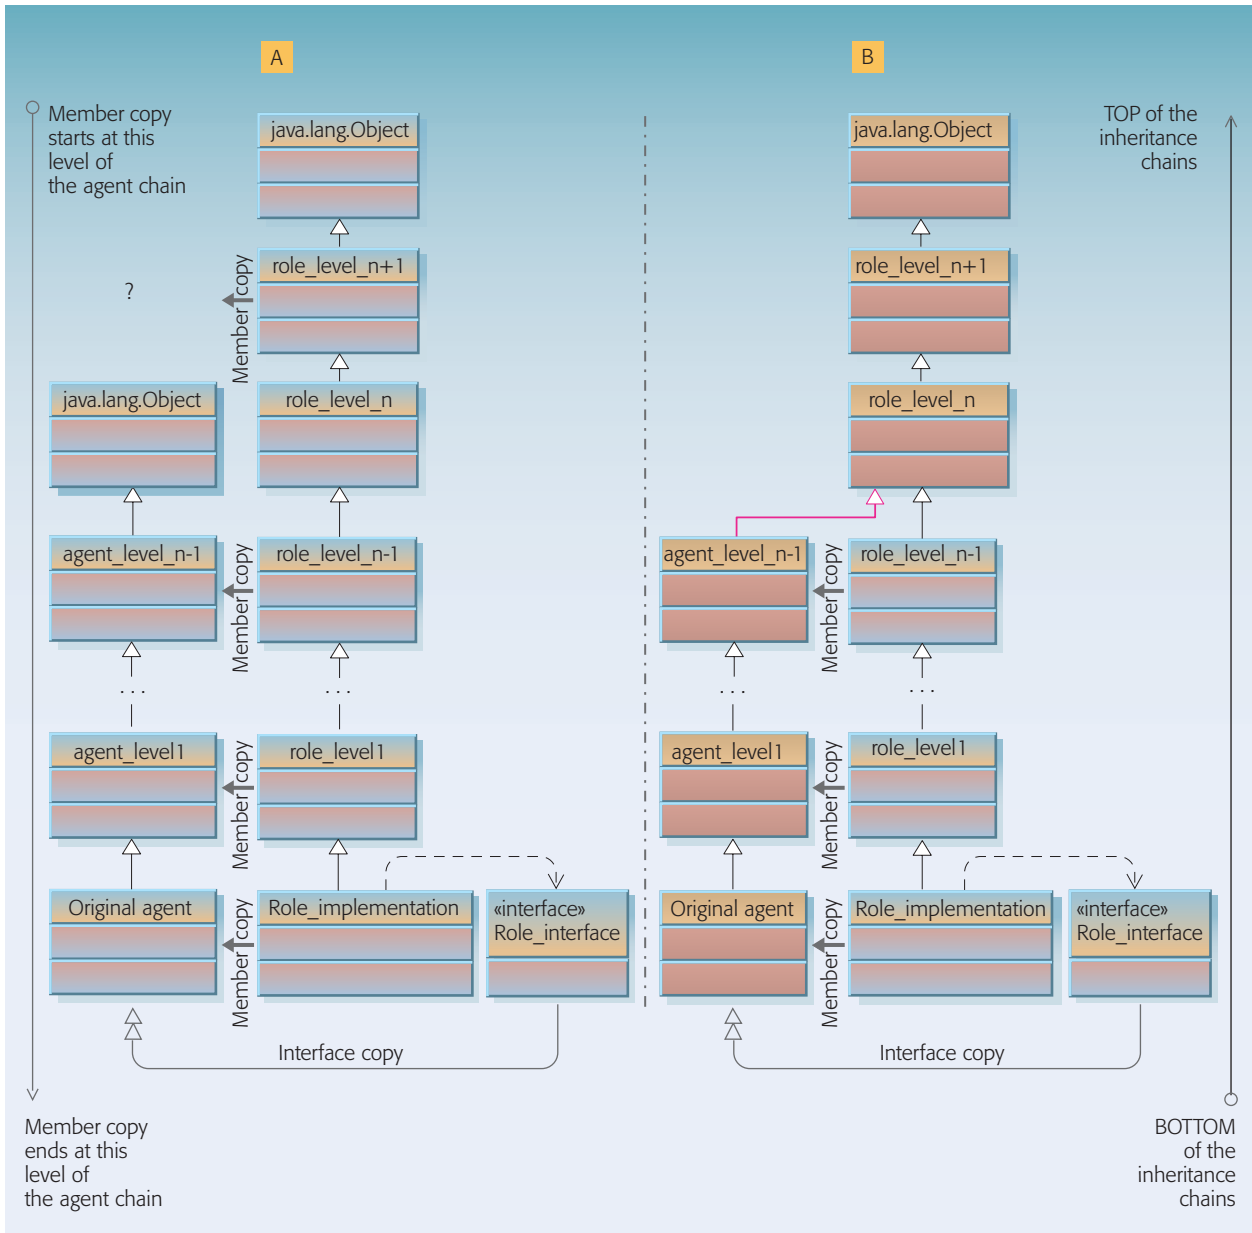 A
B
Member copy
starts at this
level of
the agent chain
java.lang.Object
role_level_n+1
Member copy
?
java.lang.Object
role_level_n
agent_level_n-1
Member copy
role_level_n-1
. . .
. . .
agent_level1
Member copy
role_level1
Original agent
Member copy
Role_implementation
«interface»
Role_interface
Interface copy
Member copy
ends at this
level of
the agent chain
java.lang.Object
TOP of the
inheritance
chains
role_level_n+1
role_level_n
agent_level_n-1
Member copy
role_level_n-1
. . .
. . .
agent_level1
Member copy
role_level1
Original agent
Member copy
Role_implementation
«interface»
Role_interface
Interface copy
BOTTOM
of the
inheritance
chains